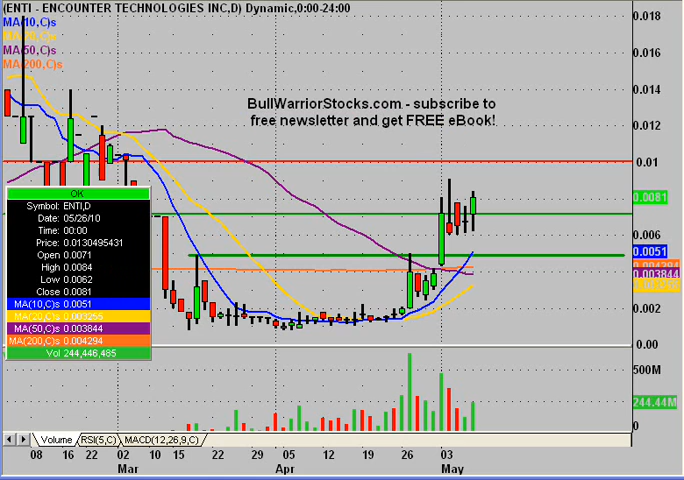 (ENTI - ENCOUNTER TECHNOLOGIES INC,D) Dynamic,0:00-24:00
MA(10,C)s
MA(20,C)s
MA(50,C)s
MA(200,C)s
BullWarriorStocks.com - subscribe to
free newsletter and get FREE eBook!
0.018
0.016
0.014
0.012
0.01
0.0081
0.006
0.0051
0.004294
0.003844
0.002
0.00
OK
Symbol: ENTI,D
Date: 05/26/10
Time: 00:00
Price: 0.0130495431
Open 0.0071
High 0.0084
Low 0.0062
Close 0.0081
MA(10,C)s 0.0051
MA(20,C)s 0.003255
MA(50,C)s 0.003844
MA(200,C)s 0.004294
Vol 244,446,485
500M
244.44M
0
Volume RSI(5,C) MACD(12,26,9,C)
08 16 22 02 10 15 22 29 05 12 19 26 03
Mar Apr May